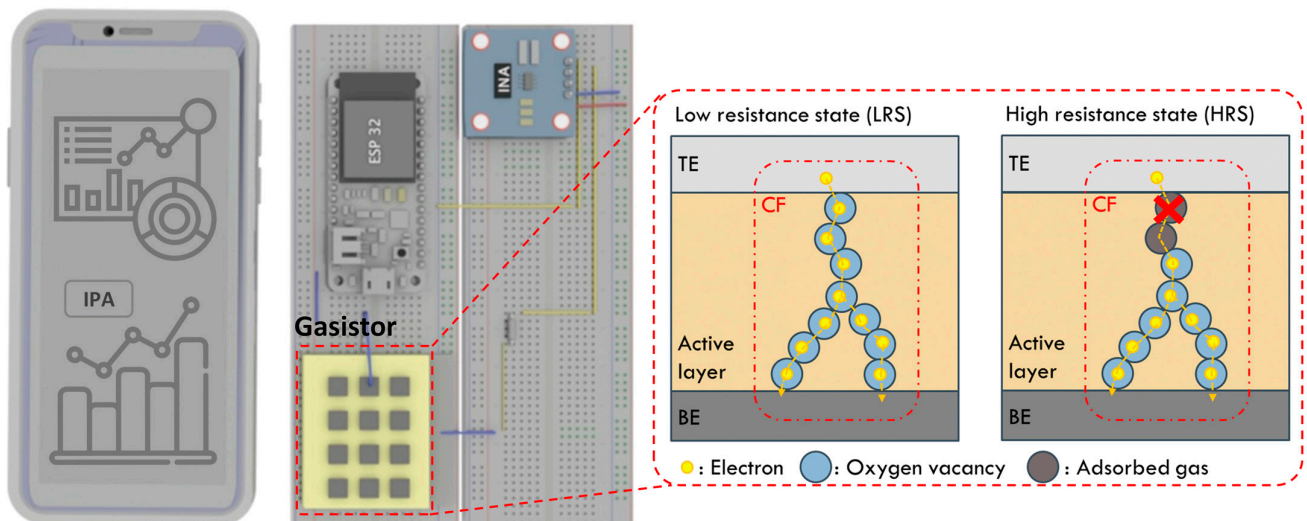 IPA
ESP 32
INA
Gasistor
Low resistance state (LRS)
TE
CF
Active
layer
BE
High resistance state (HRS)
TE
CF
Active
layer
BE
: Electron
: Oxygen vacancy
: Adsorbed gas